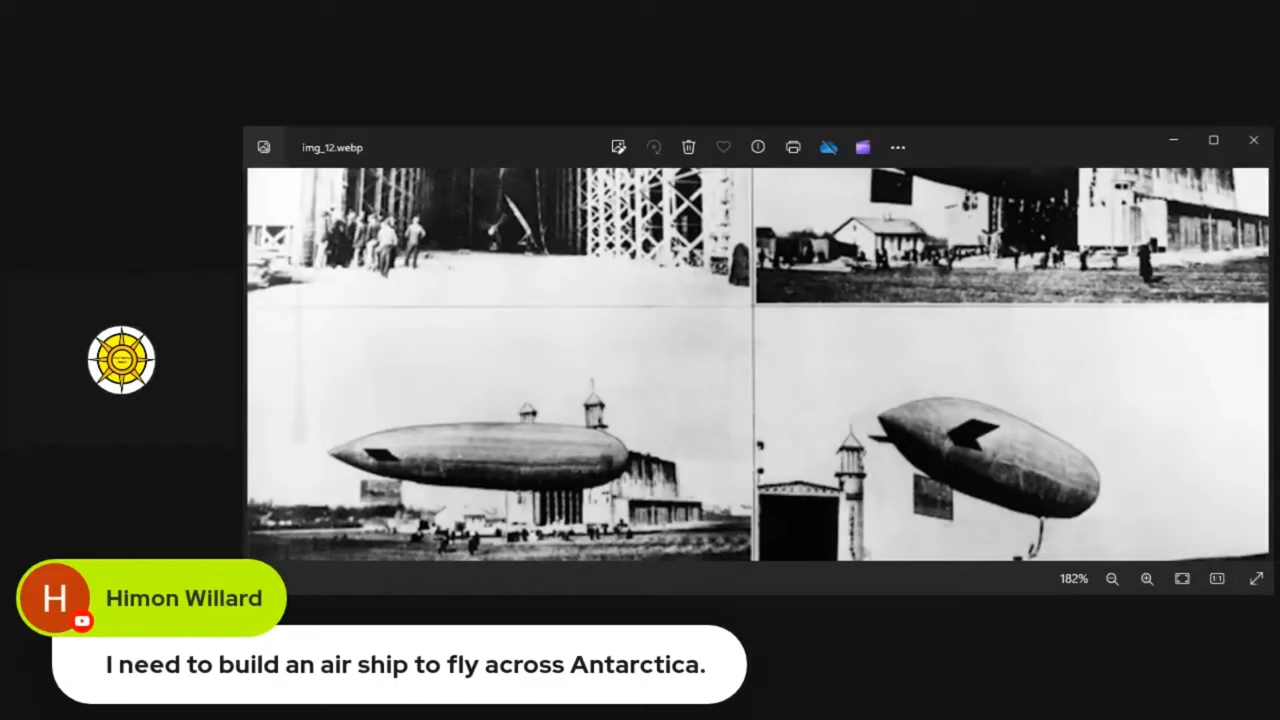 img_12.webp
182%
H
Himon Willard
I need to build an air ship to fly across Antarctica.